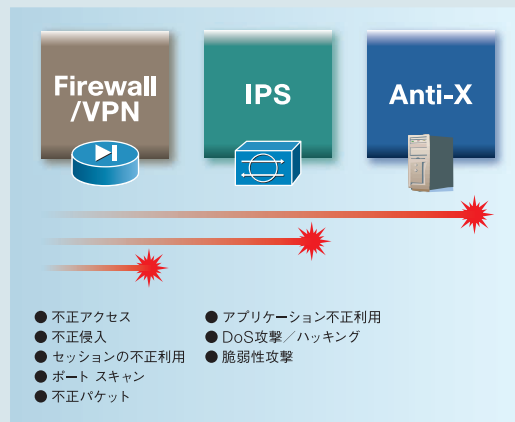 Firewall
/VPN
IPS
Anti-X
● 不正アクセス
● 不正侵入
● セッションの不正利用
● ポート スキャン
● 不正パケット
● アプリケーション不正利用
● DoS攻撃／ハッキング
● 脆弱性攻撃